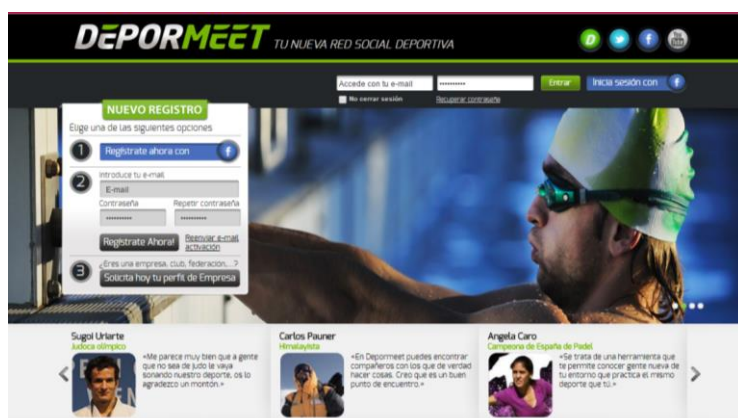 DEPORMEET TU NUEVA RED SOCIAL DEPORTIVA
Accede con tu e-mail
Entrar
Inicia sesión con
No cerrar sesión
Recuperar contraseña
NUEVO REGISTRO
Elige una de las siguientes opciones
1 Regístrate ahora con
2 Introduce tu e-mail
E-mail
Contraseña Repetir contraseña
Regístrate Ahora!
Reenviar e-mail
activación
3 ¿Eres una empresa, club, federación,...?
Solicita hoy tu perfil de Empresa
Sugoi Uriarte
Judoca olímpico
«Me parece muy bien que a gente
que no sea de judo le vaya
sonando nuestro deporte, os lo
agradezco un montón.»
Carlos Pauner
Himalayista
«En Depormeet puedes encontrar
compañeros con los que de verdad
hacer cosas. Creo que es un buen
punto de encuentro.»
Angela Caro
Campeona de España de Padel
«Se trata de una herramienta que
te permite conocer gente nueva de
tu entorno que practica el mismo
deporte que tú.»